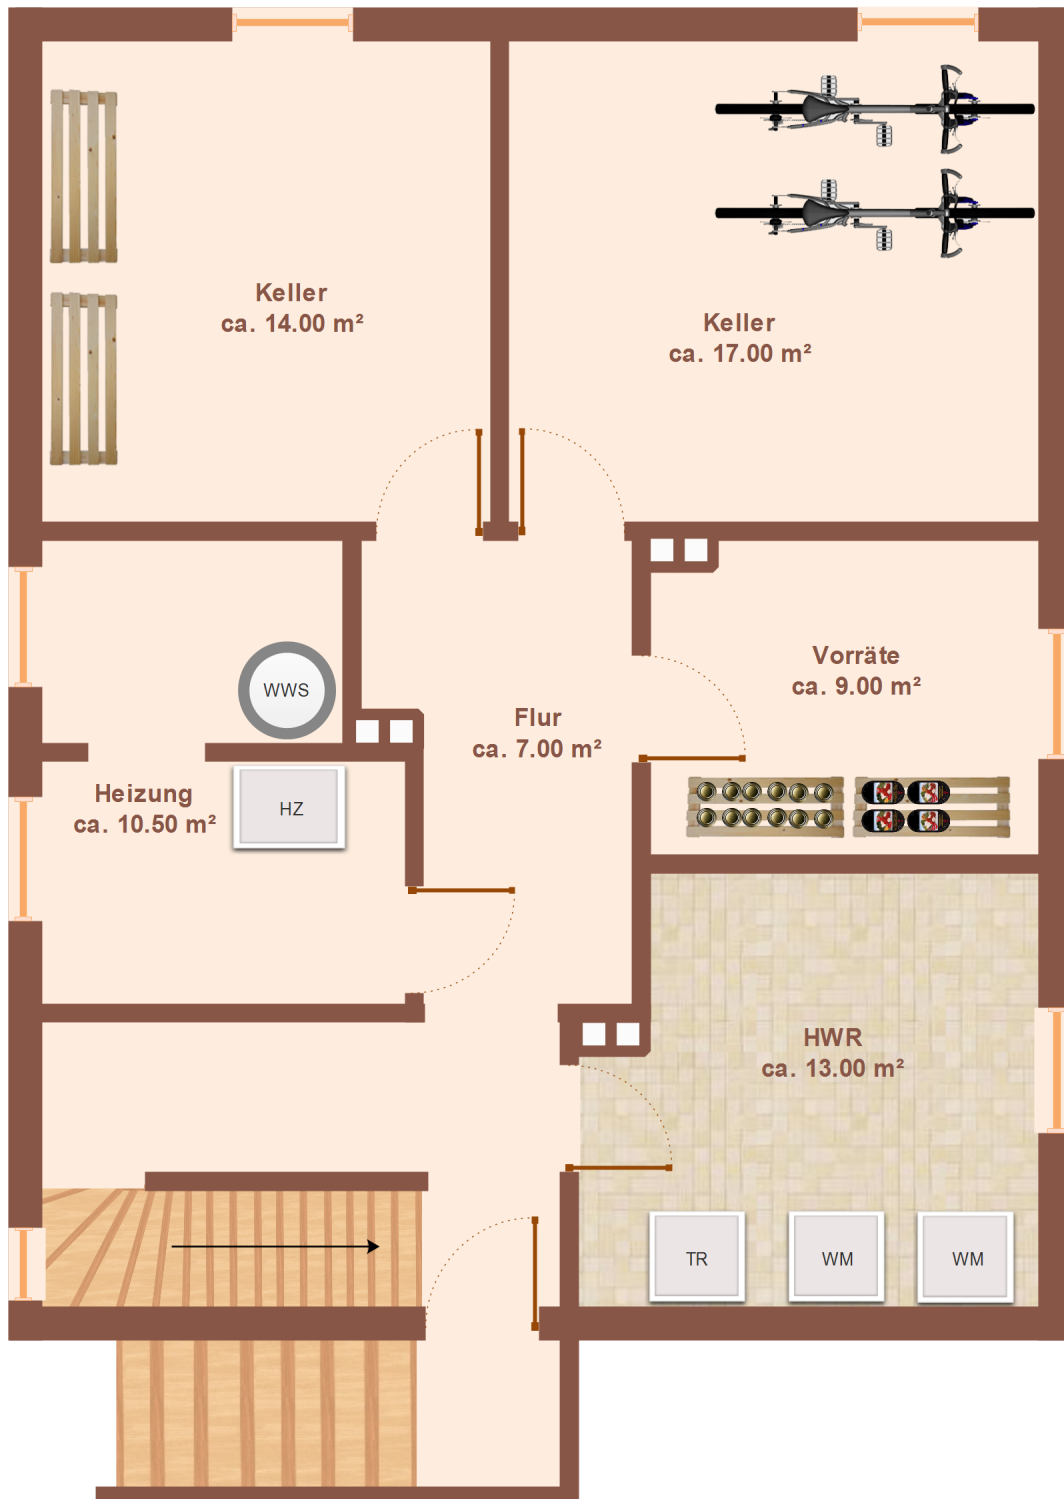 Keller
ca. 14.00 m²
Keller
ca. 17.00 m²
WWS
Vorräte
ca. 9.00 m²
Flur
ca. 7.00 m²
Heizung
ca. 10.50 m²
HZ
HWR
ca. 13.00 m²
TR
WM
WM